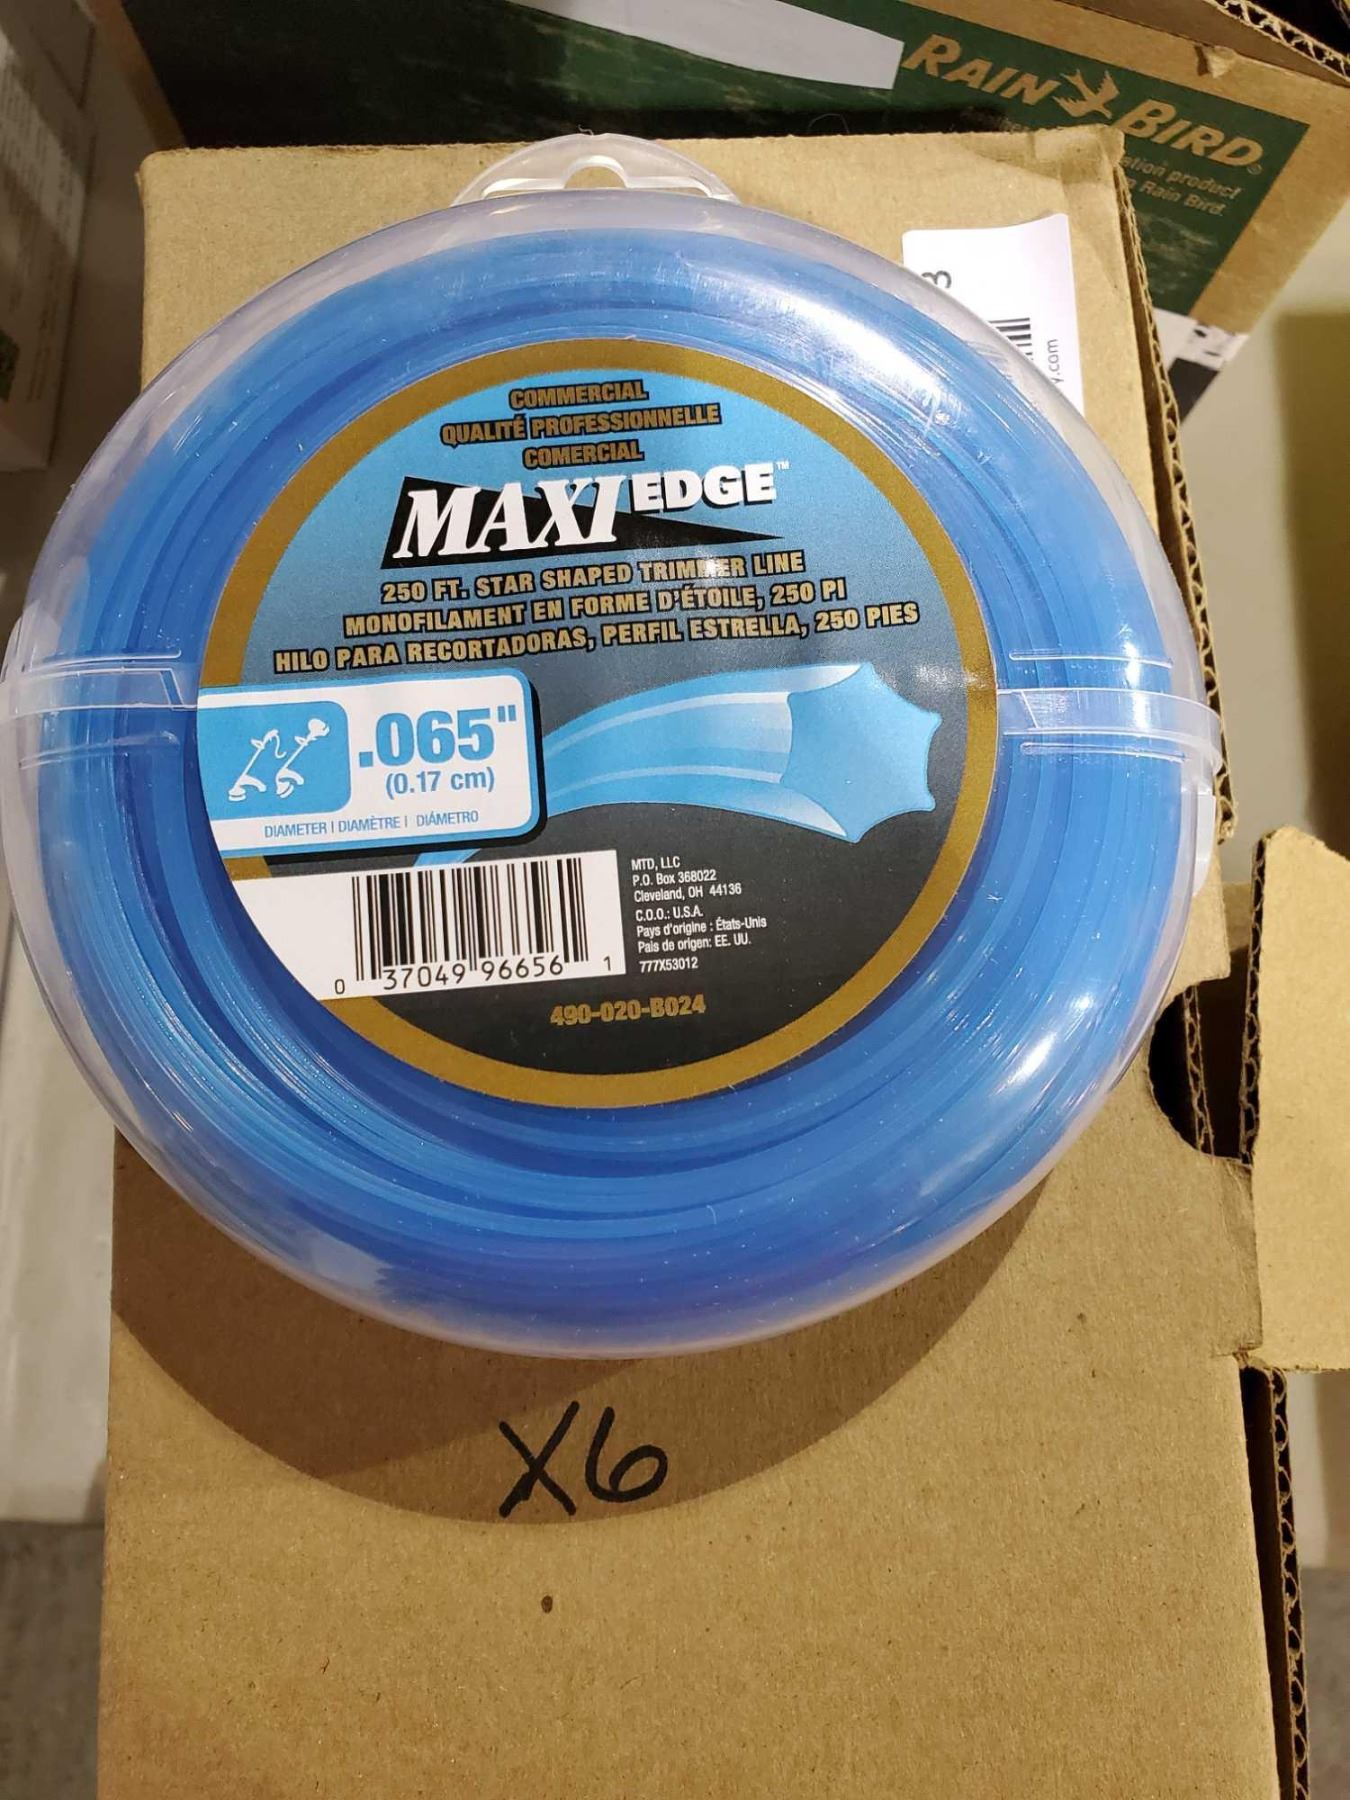 RAIN BIRD®
ation product
Rain Bird.
3
y.com
COMMERCIAL
QUALITÉ PROFESSIONNELLE
COMERCIAL
MAXI EDGE™
250 FT. STAR SHAPED TRIMMER LINE
MONOFILAMENT EN FORME D'ÉTOILE, 250 PI
HILO PARA RECORTADORAS, PERFIL ESTRELLA, 250 PIES
.065"
(0.17 cm)
DIAMETER | DIAMÈTRE | DIÁMETRO
MTD, LLC
P.O. Box 368022
Cleveland, OH 44136
C.O.O.: U.S.A.
Pays d'origine : États-Unis
Pais de origen: EE. UU.
777X53012
0 37049 96656 1
490-020-B024
X6